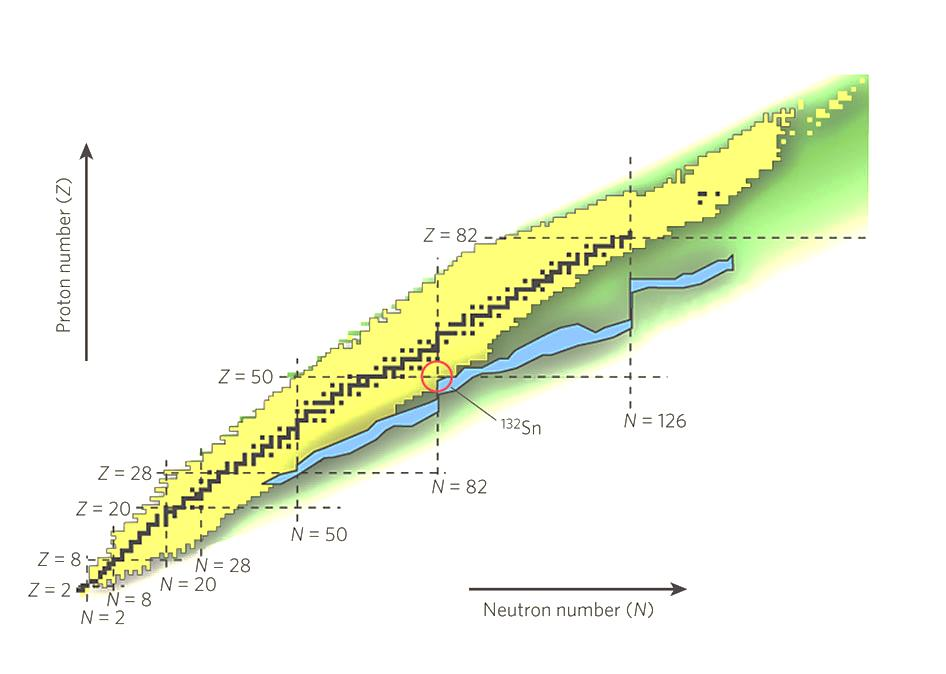 Proton number (Z)
Z = 82
Z = 50
¹³²Sn
N = 126
Z = 28
N = 82
Z = 20
N = 50
Z = 8
N = 28
N = 20
Z = 2
N = 8
N = 2
Neutron number (N)